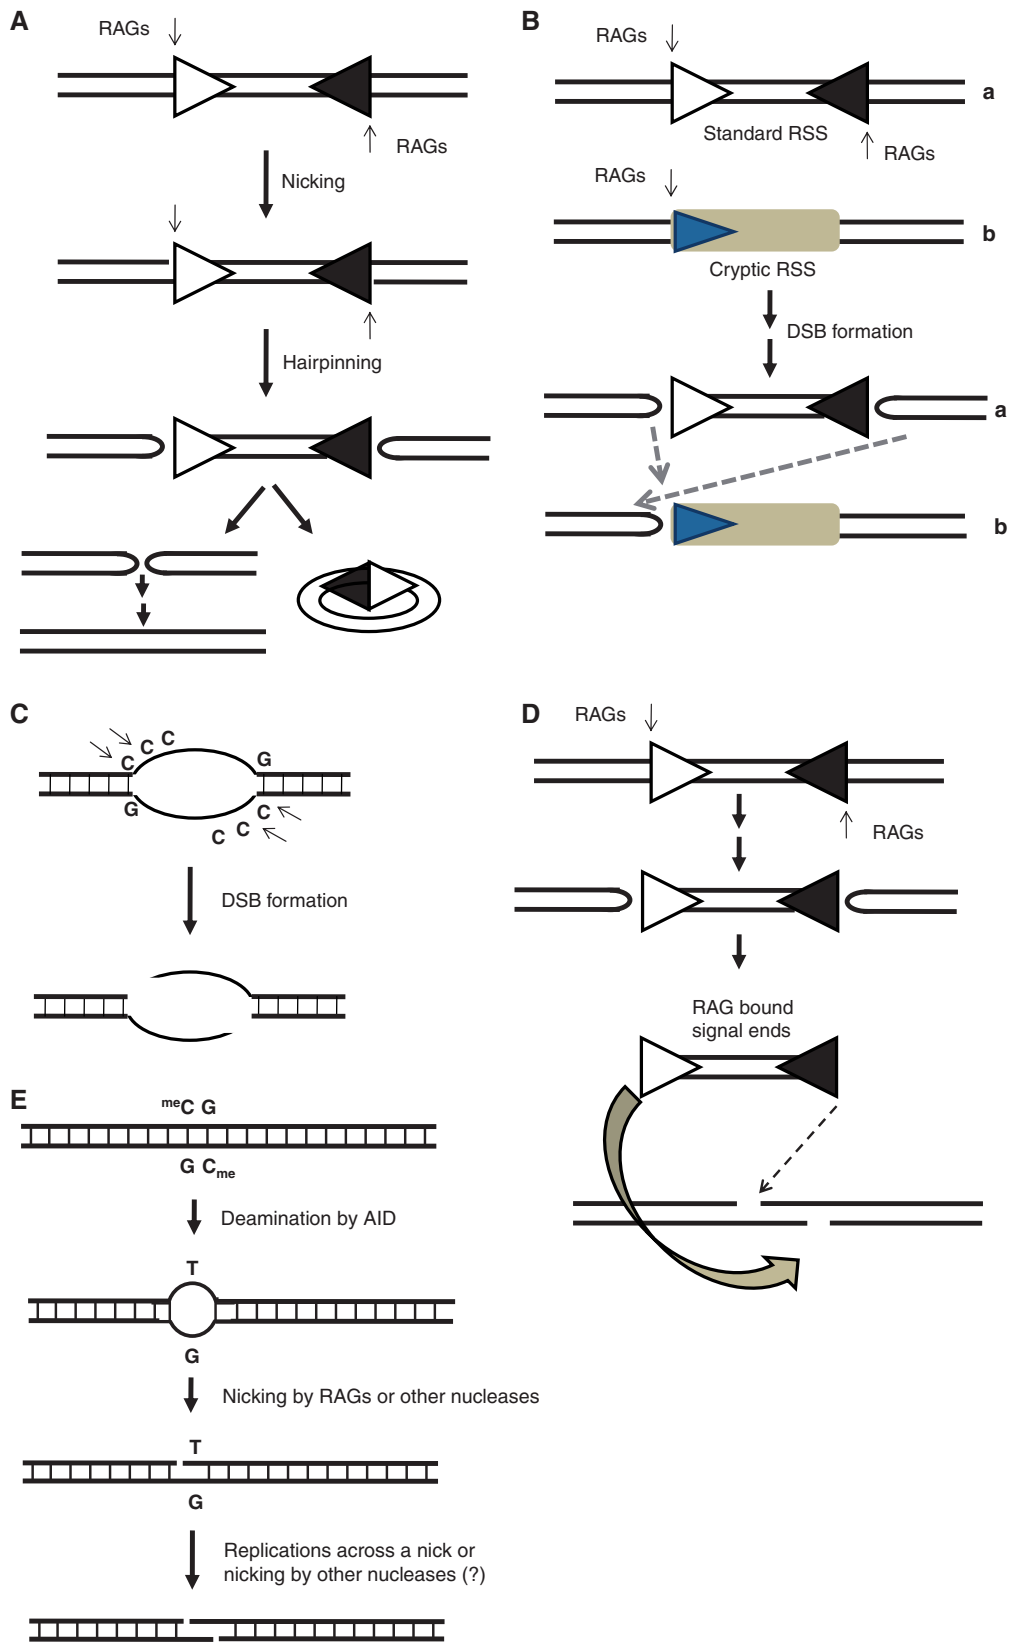 A
RAGs
RAGs
Nicking
Hairpinning
B
RAGs
a
Standard RSS
RAGs
RAGs
b
Cryptic RSS
DSB formation
a
b
C
C C C
G
G
C C C
DSB formation
D
RAGs
RAGs
RAG bound
signal ends
E
meC G
G Cme
Deamination by AID
T
G
Nicking by RAGs or other nucleases
T
G
Replications across a nick or
nicking by other nucleases (?)